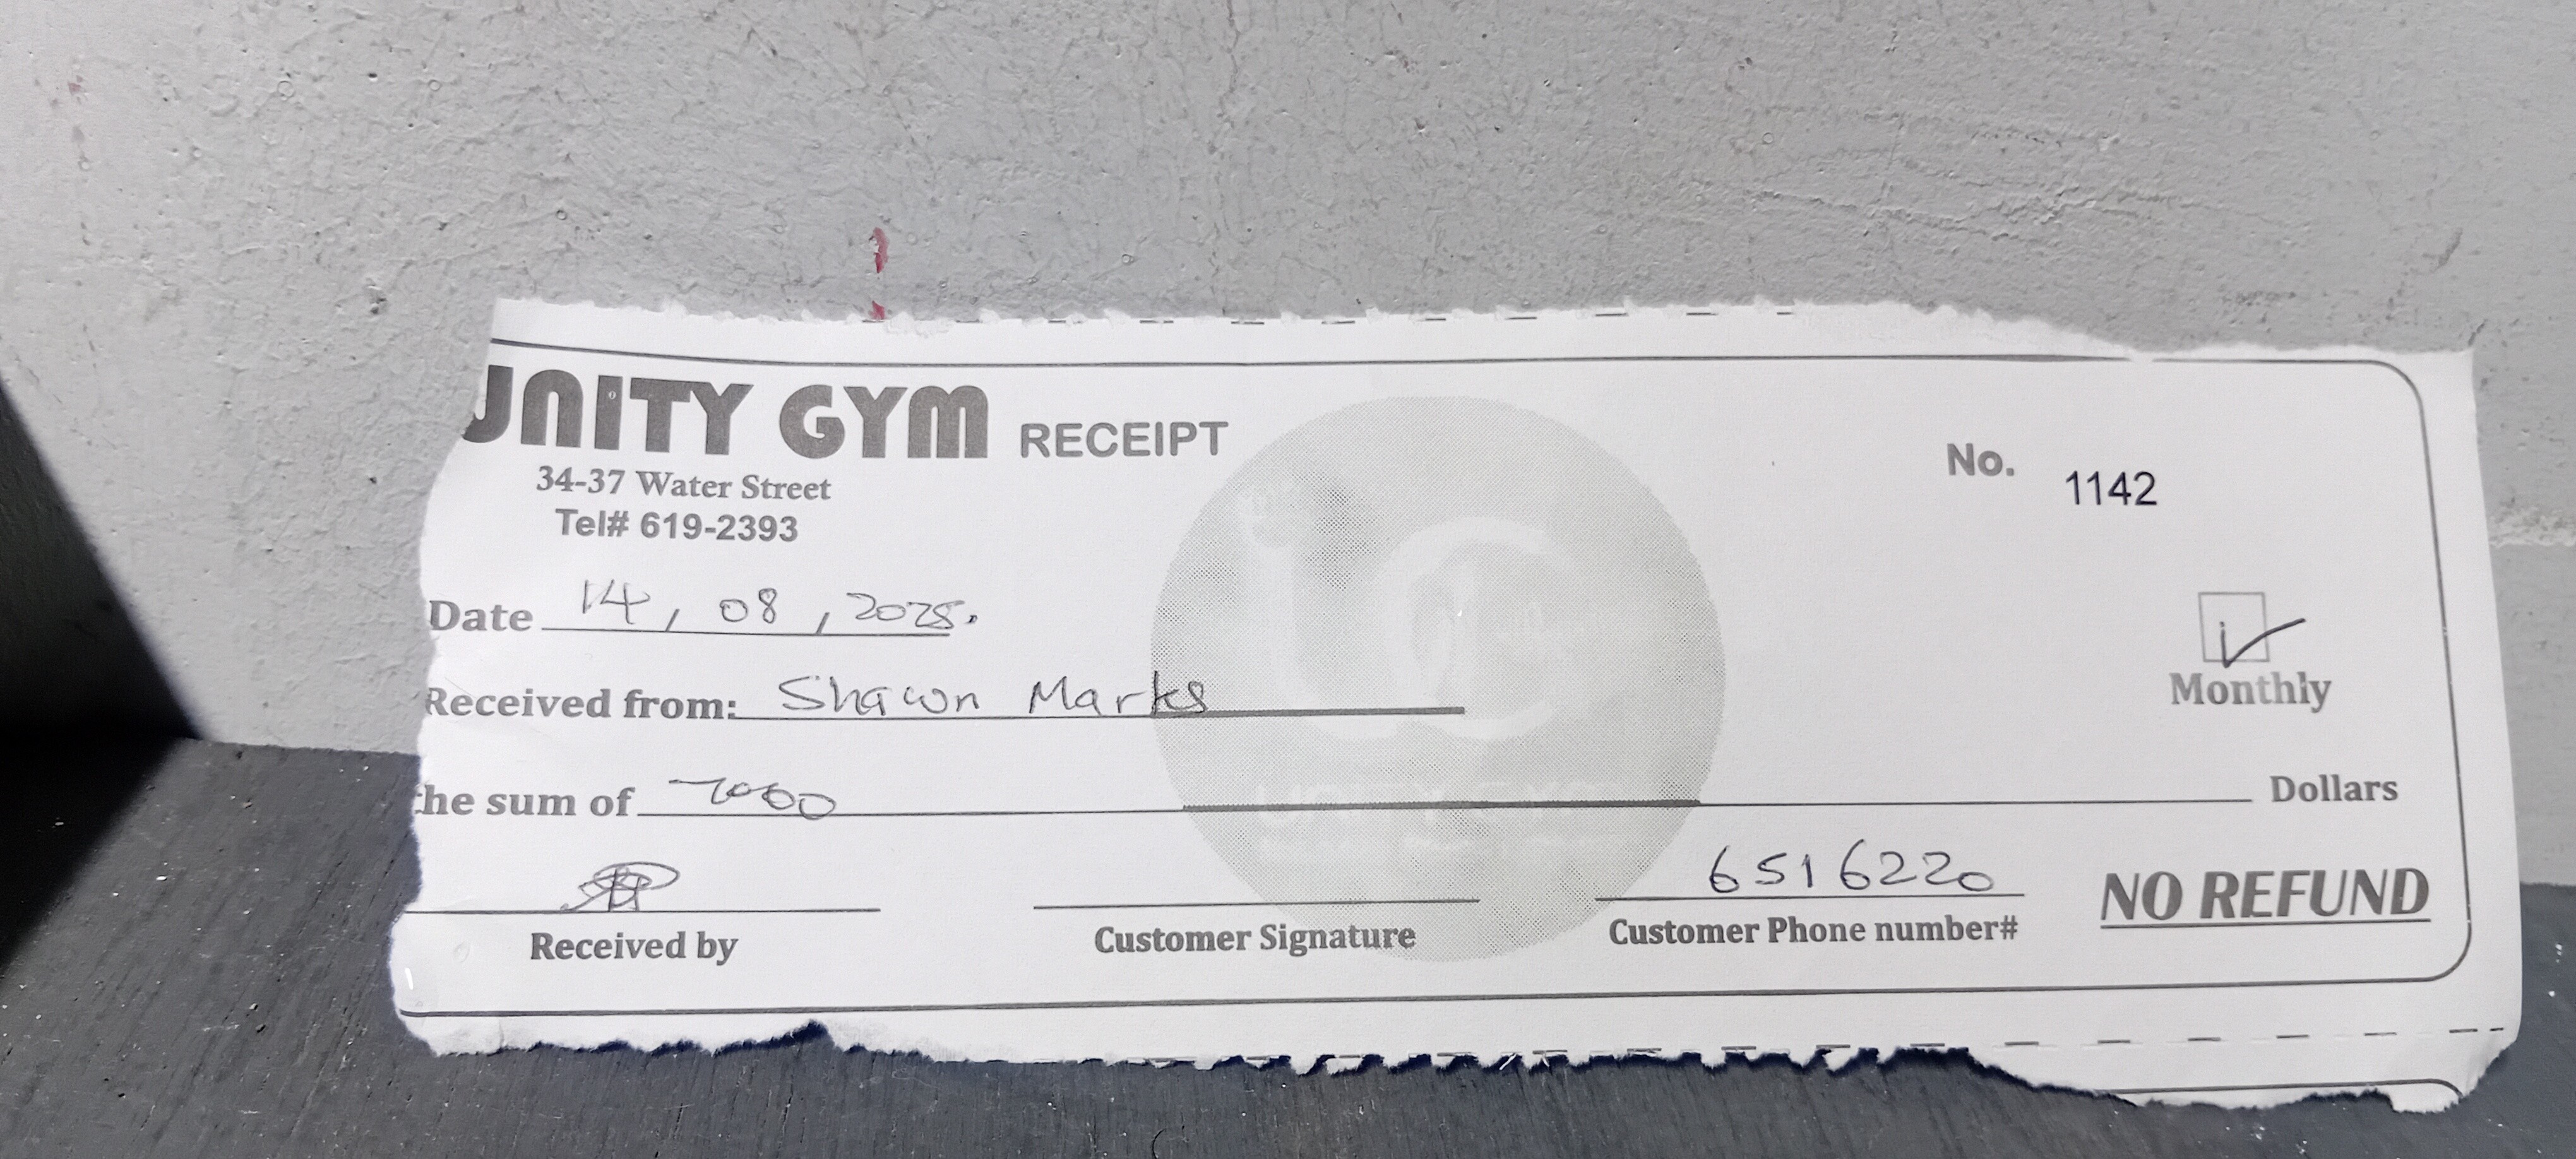 UNITY GYM RECEIPT
No. 1142
34-37 Water Street
Tel# 619-2393
Date 14, 08, 2025.
Monthly
Received from: Shawn Marks
the sum of 7000 Dollars
6516220
Received by Customer Signature Customer Phone number# NO REFUND